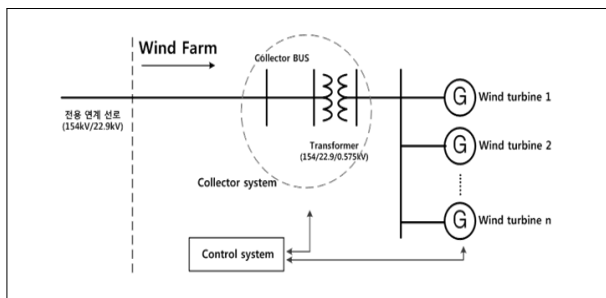 Wind Farm
Collector BUS
전용 연계 선로
(154kV/22.9kV)
G
Wind turbine 1
Transformer
(154/22.9/0.575kV)
G
Wind turbine 2
Collector system
G
Wind turbine n
Control system